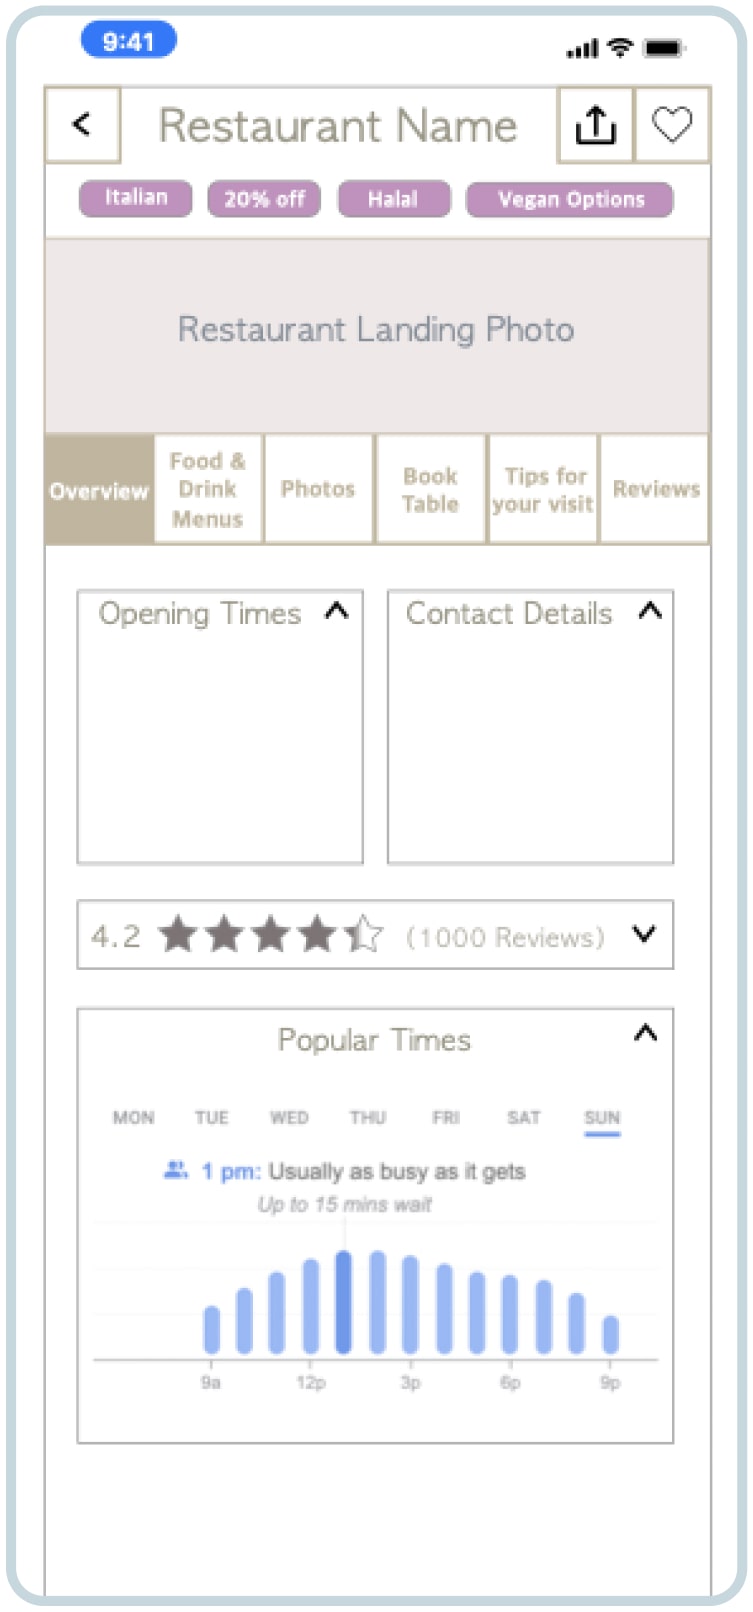 9:41
Restaurant Name
Italian 20% off Halal Vegan Options
Restaurant Landing Photo
Overview
Food &
Drink
Menus
Photos
Book
Table
Tips for
your visit
Reviews
Opening Times
Contact Details
4.2 (1000 Reviews)
Popular Times
MON TUE WED THU FRI SAT SUN
1 pm: Usually as busy as it gets
Up to 15 mins wait
9a 12p 3p 6p 9p